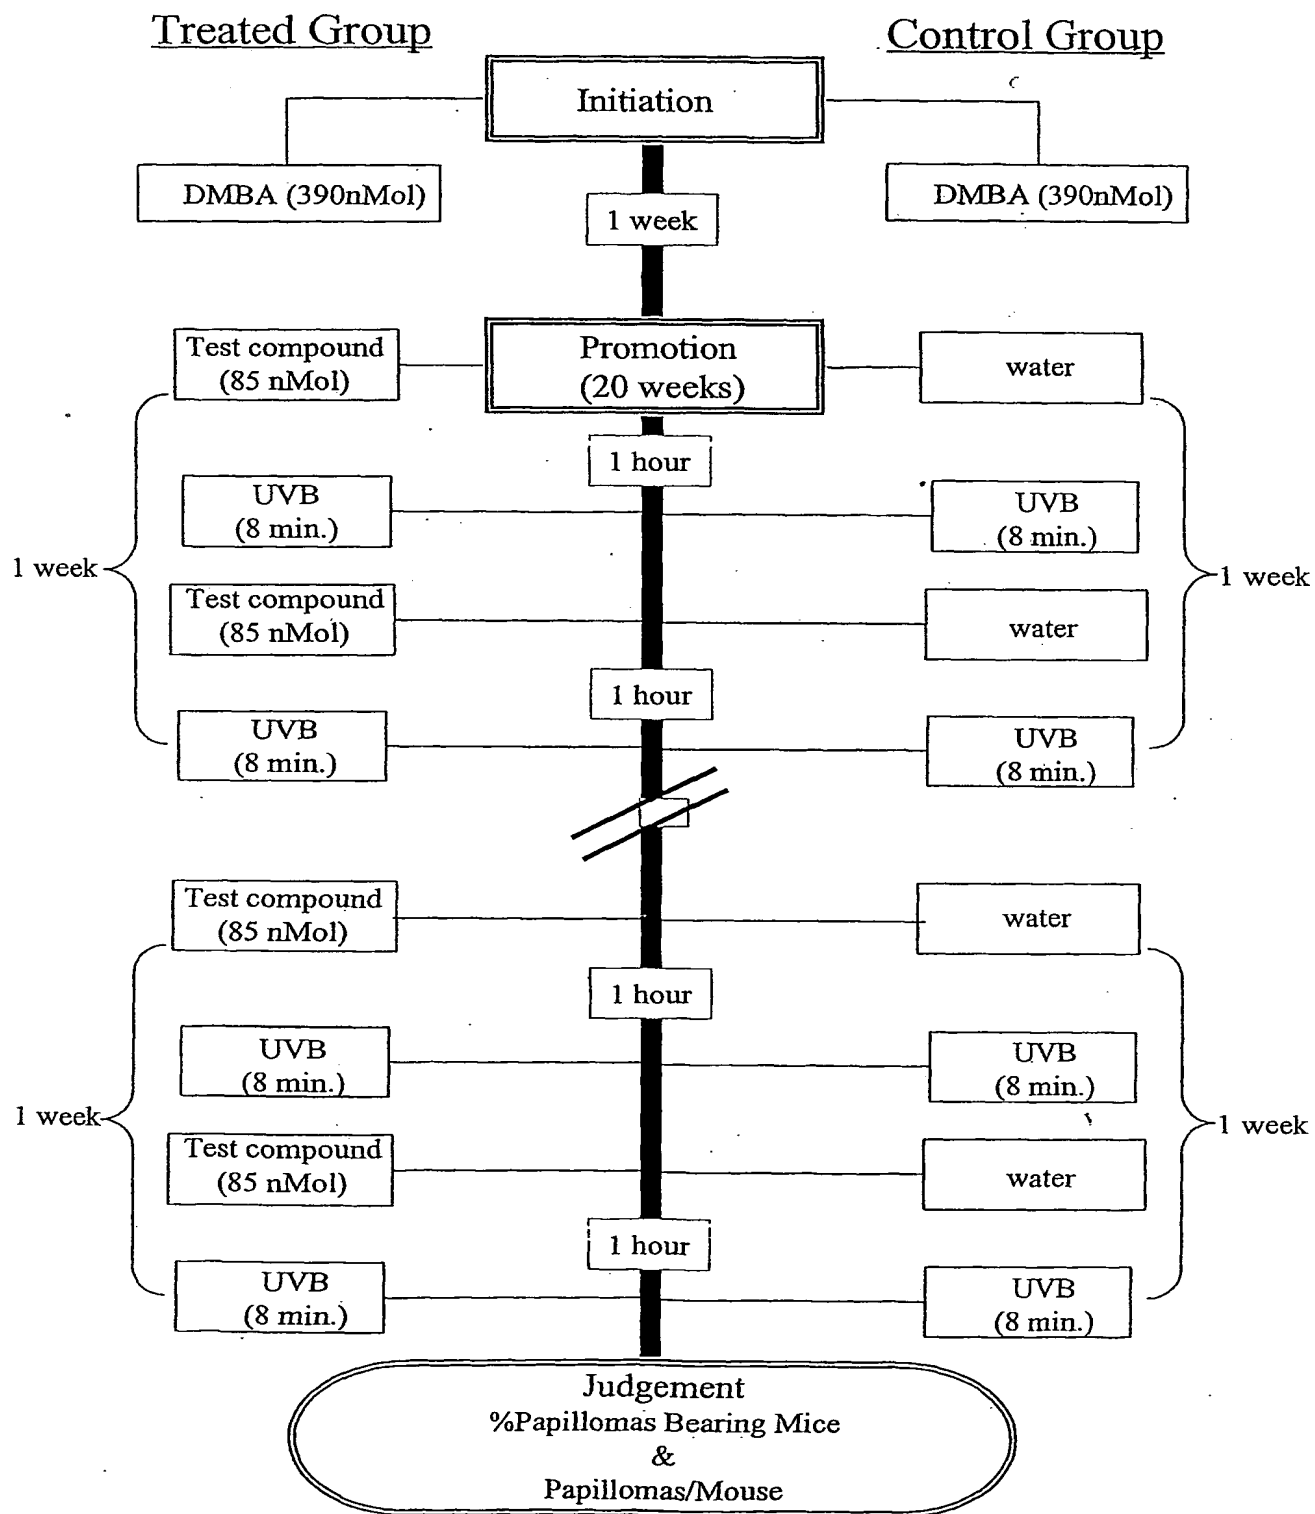 Treated Group
Control Group
Initiation
DMBA (390nMol)
DMBA (390nMol)
1 week
Test compound
(85 nMol)
Promotion
(20 weeks)
water
1 hour
UVB
(8 min.)
UVB
(8 min.)
1 week
1 week
Test compound
(85 nMol)
water
1 hour
UVB
(8 min.)
UVB
(8 min.)
Test compound
(85 nMol)
water
1 hour
UVB
(8 min.)
UVB
(8 min.)
1 week
1 week
Test compound
(85 nMol)
water
1 hour
UVB
(8 min.)
UVB
(8 min.)
Judgement
%Papillomas Bearing Mice
&
Papillomas/Mouse